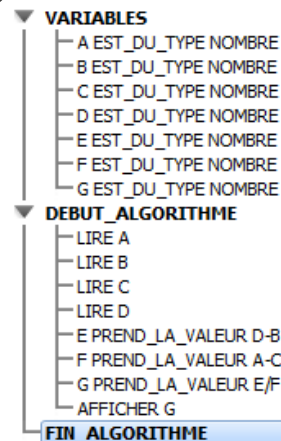 VARIABLES
A EST_DU_TYPE NOMBRE
B EST_DU_TYPE NOMBRE
C EST_DU_TYPE NOMBRE
D EST_DU_TYPE NOMBRE
E EST_DU_TYPE NOMBRE
F EST_DU_TYPE NOMBRE
G EST_DU_TYPE NOMBRE
DEBUT_ALGORITHME
LIRE A
LIRE B
LIRE C
LIRE D
E PREND_LA_VALEUR D-B
F PREND_LA_VALEUR A-C
G PREND_LA_VALEUR E/F
AFFICHER G
FIN_ALGORITHME